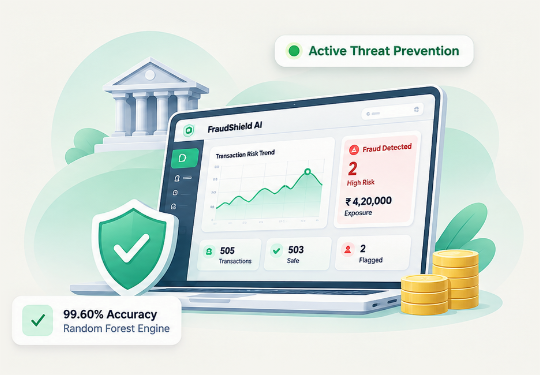 Active Threat Prevention
FraudShield AI
Transaction Risk Trend
Fraud Detected
2
High Risk
₹ 4,20,000
Exposure
505
Transactions
503
Safe
2
Flagged
99.60% Accuracy
Random Forest Engine